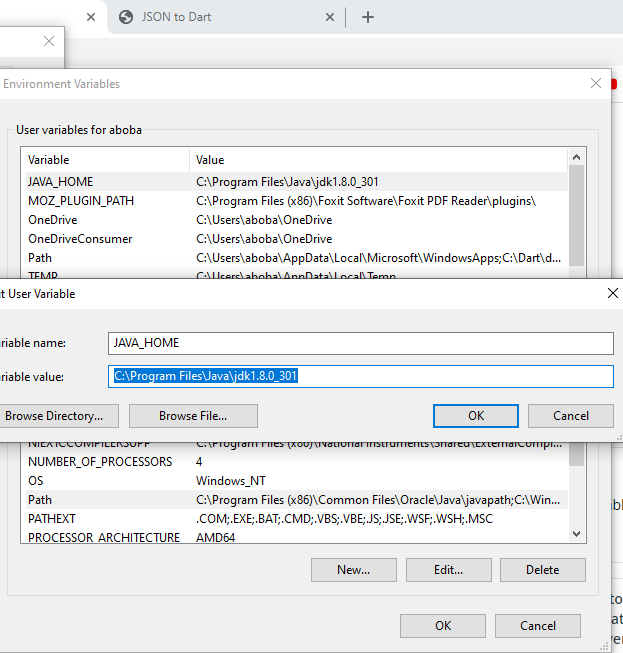 JSON to Dart
Environment Variables
User variables for aboba
Variable Value
JAVA_HOME C:\Program Files\Java\jdk1.8.0_301
MOZ_PLUGIN_PATH C:\Program Files (x86)\Foxit Software\Foxit PDF Reader\plugins\
OneDrive C:\Users\aboba\OneDrive
OneDriveConsumer C:\Users\aboba\OneDrive
Path C:\Users\aboba\AppData\Local\Microsoft\WindowsApps;C:\Dart\d...
TEMP C:\Users\aboba\AppData\Local\Temp
it User Variable
ariable name: JAVA_HOME
ariable value: C:\Program Files\Java\jdk1.8.0_301
Browse Directory... Browse File... OK Cancel
NIEXTCCOMPILERSUPP C:\Program Files (x86)\National Instruments\Shared\ExternalCompi...
NUMBER_OF_PROCESSORS 4
OS Windows_NT
Path C:\Program Files (x86)\Common Files\Oracle\Java\javapath;C:\Win...
PATHEXT .COM;.EXE;.BAT;.CMD;.VBS;.VBE;.JS;.JSE;.WSF;.WSH;.MSC
PROCESSOR_ARCHITECTURE AMD64
New... Edit... Delete
OK Cancel